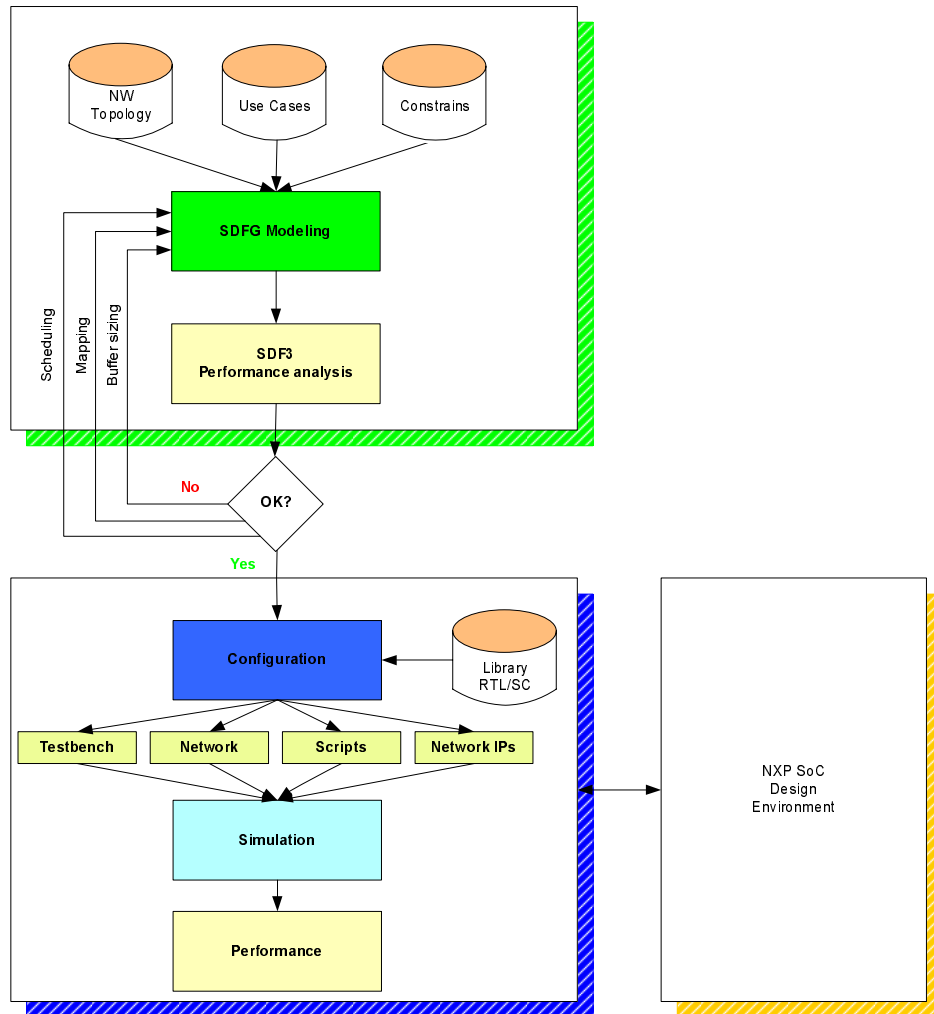 NW
Topology
Use Cases
Constrains
SDFG Modeling
Scheduling
Mapping
Buffer sizing
SDF3
Performance analysis
No
OK?
Yes
Configuration
Library
RTL/SC
Testbench
Network
Scripts
Network IPs
NXP SoC
Design
Environment
Simulation
Performance